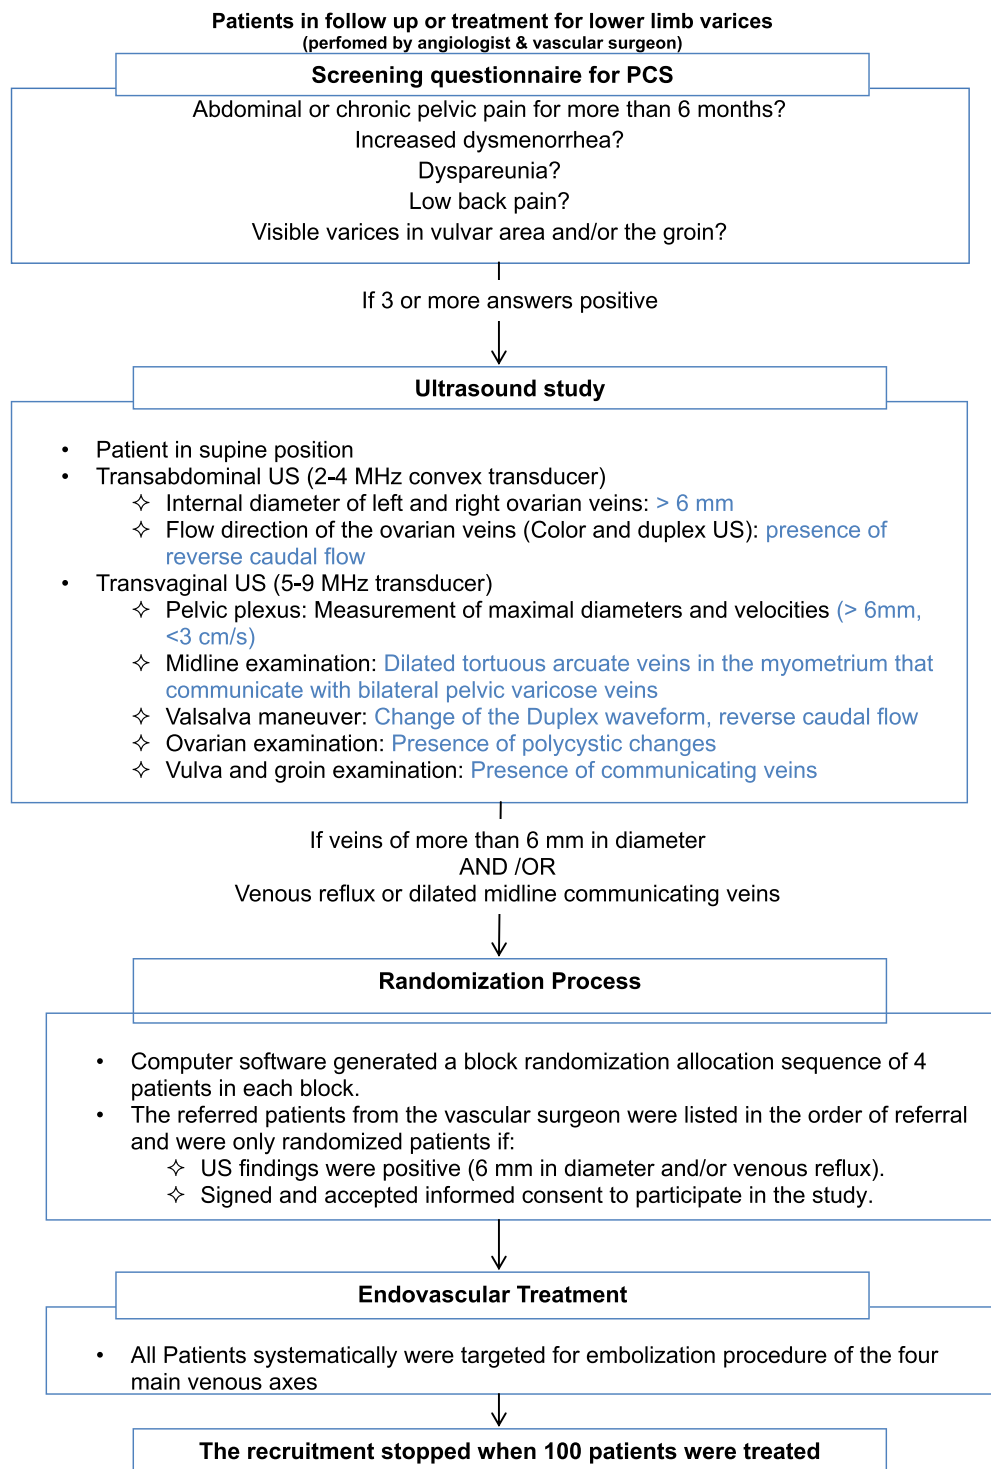 Patients in follow up or treatment for lower limb varices
(perfomed by angiologist & vascular surgeon)
Screening questionnaire for PCS
Abdominal or chronic pelvic pain for more than 6 months?
Increased dysmenorrhea?
Dyspareunia?
Low back pain?
Visible varices in vulvar area and/or the groin?
If 3 or more answers positive
Ultrasound study
• Patient in supine position
• Transabdominal US (2-4 MHz convex transducer)
✧ Internal diameter of left and right ovarian veins: > 6 mm
✧ Flow direction of the ovarian veins (Color and duplex US): presence of
reverse caudal flow
• Transvaginal US (5-9 MHz transducer)
✧ Pelvic plexus: Measurement of maximal diameters and velocities (> 6mm,
<3 cm/s)
✧ Midline examination: Dilated tortuous arcuate veins in the myometrium that
communicate with bilateral pelvic varicose veins
✧ Valsalva maneuver: Change of the Duplex waveform, reverse caudal flow
✧ Ovarian examination: Presence of polycystic changes
✧ Vulva and groin examination: Presence of communicating veins
If veins of more than 6 mm in diameter
AND /OR
Venous reflux or dilated midline communicating veins
Randomization Process
• Computer software generated a block randomization allocation sequence of 4
patients in each block.
• The referred patients from the vascular surgeon were listed in the order of referral
and were only randomized patients if:
✧ US findings were positive (6 mm in diameter and/or venous reflux).
✧ Signed and accepted informed consent to participate in the study.
Endovascular Treatment
• All Patients systematically were targeted for embolization procedure of the four
main venous axes
The recruitment stopped when 100 patients were treated